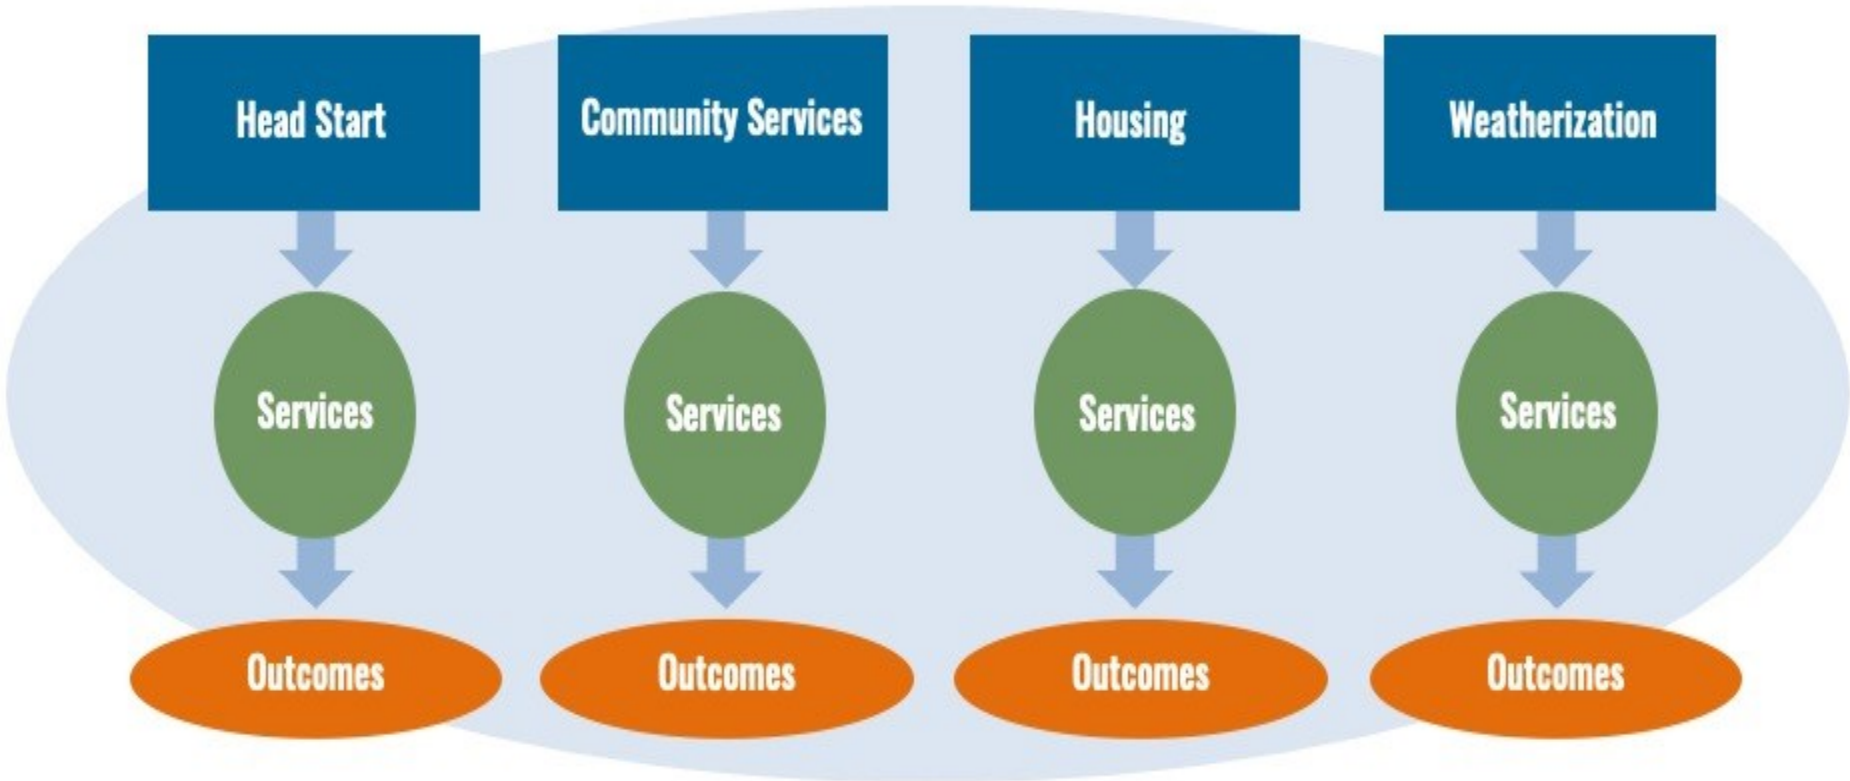 Head Start
Community Services
Housing
Weatherization
Services
Services
Services
Services
Outcomes
Outcomes
Outcomes
Outcomes